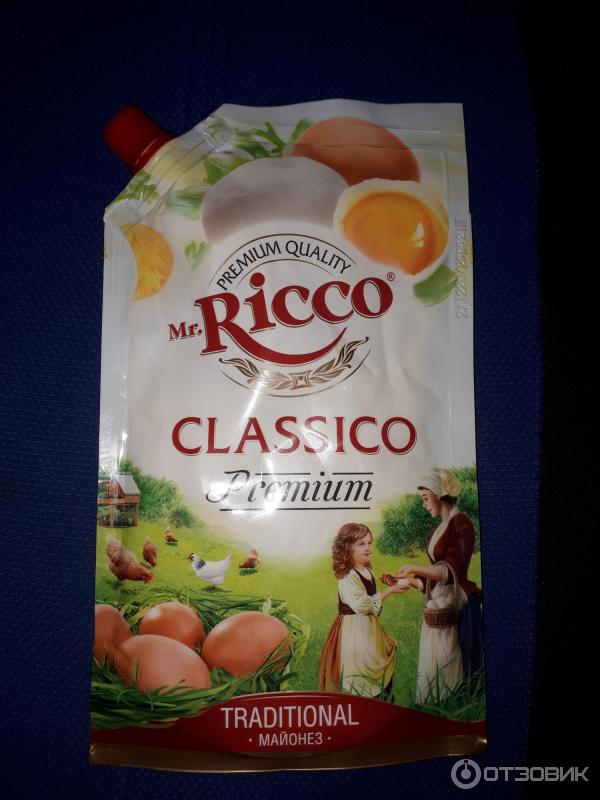 PREMIUM QUALITY
Mr. Ricco®
CLASSICO
Premium
TRADITIONAL
• МАЙОНЕЗ •
ОТЗОВИК